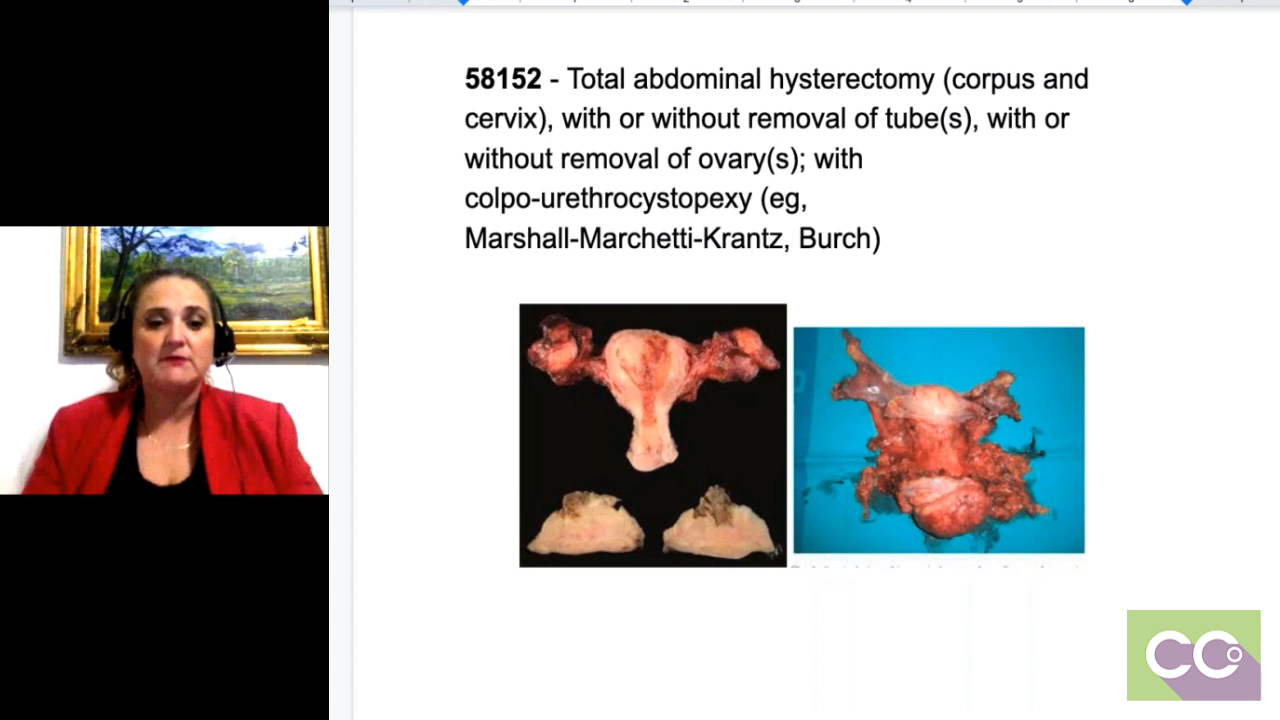 58152 - Total abdominal hysterectomy (corpus and
cervix), with or without removal of tube(s), with or
without removal of ovary(s); with
colpo-urethrocystopexy (eg,
Marshall-Marchetti-Krantz, Burch)
CCO